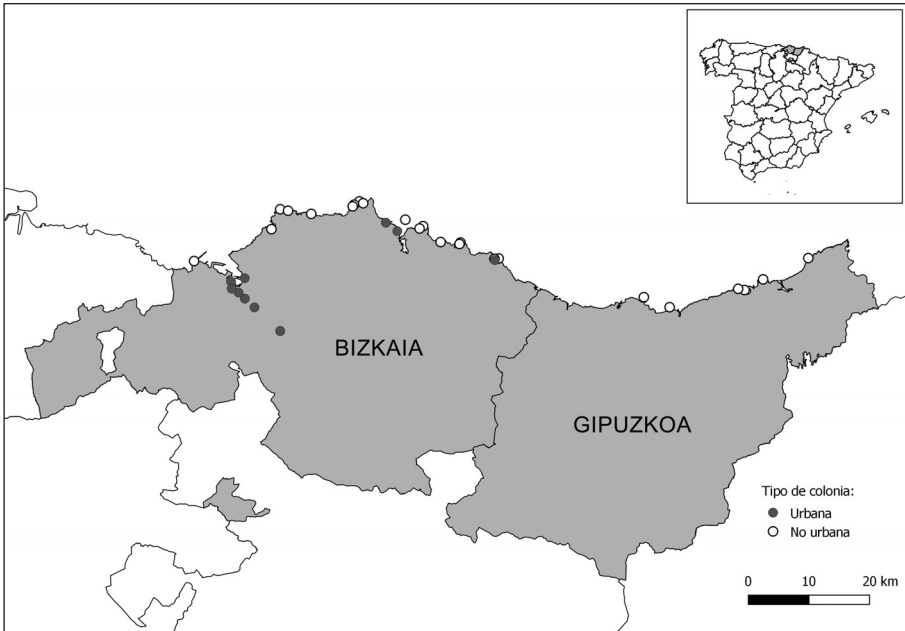 BIZKAIA
GIPUZKOA
Tipo de colonia:
Urbana
No urbana
0 10 20 km